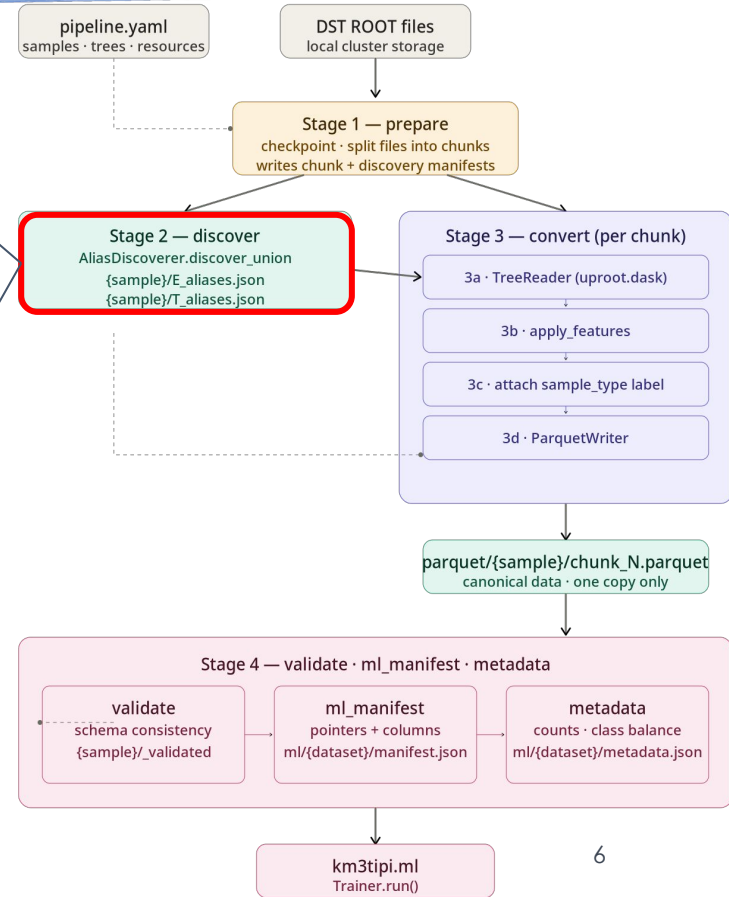 pipeline.yaml
samples · trees · resources
DST ROOT files
local cluster storage
Stage 1 — prepare
checkpoint · split files into chunks
writes chunk + discovery manifests
Stage 2 — discover
AliasDiscoverer.discover_union
{sample}/E_aliases.json
{sample}/T_aliases.json
Stage 3 — convert (per chunk)
3a · TreeReader (uproot.dask)
3b · apply_features
3c · attach sample_type label
3d · ParquetWriter
parquet/{sample}/chunk_N.parquet
canonical data · one copy only
Stage 4 — validate · ml_manifest · metadata
validate
schema consistency
{sample}/_validated
ml_manifest
pointers + columns
ml/{dataset}/manifest.json
metadata
counts · class balance
ml/{dataset}/metadata.json
km3tipi.ml
Trainer.run()
6